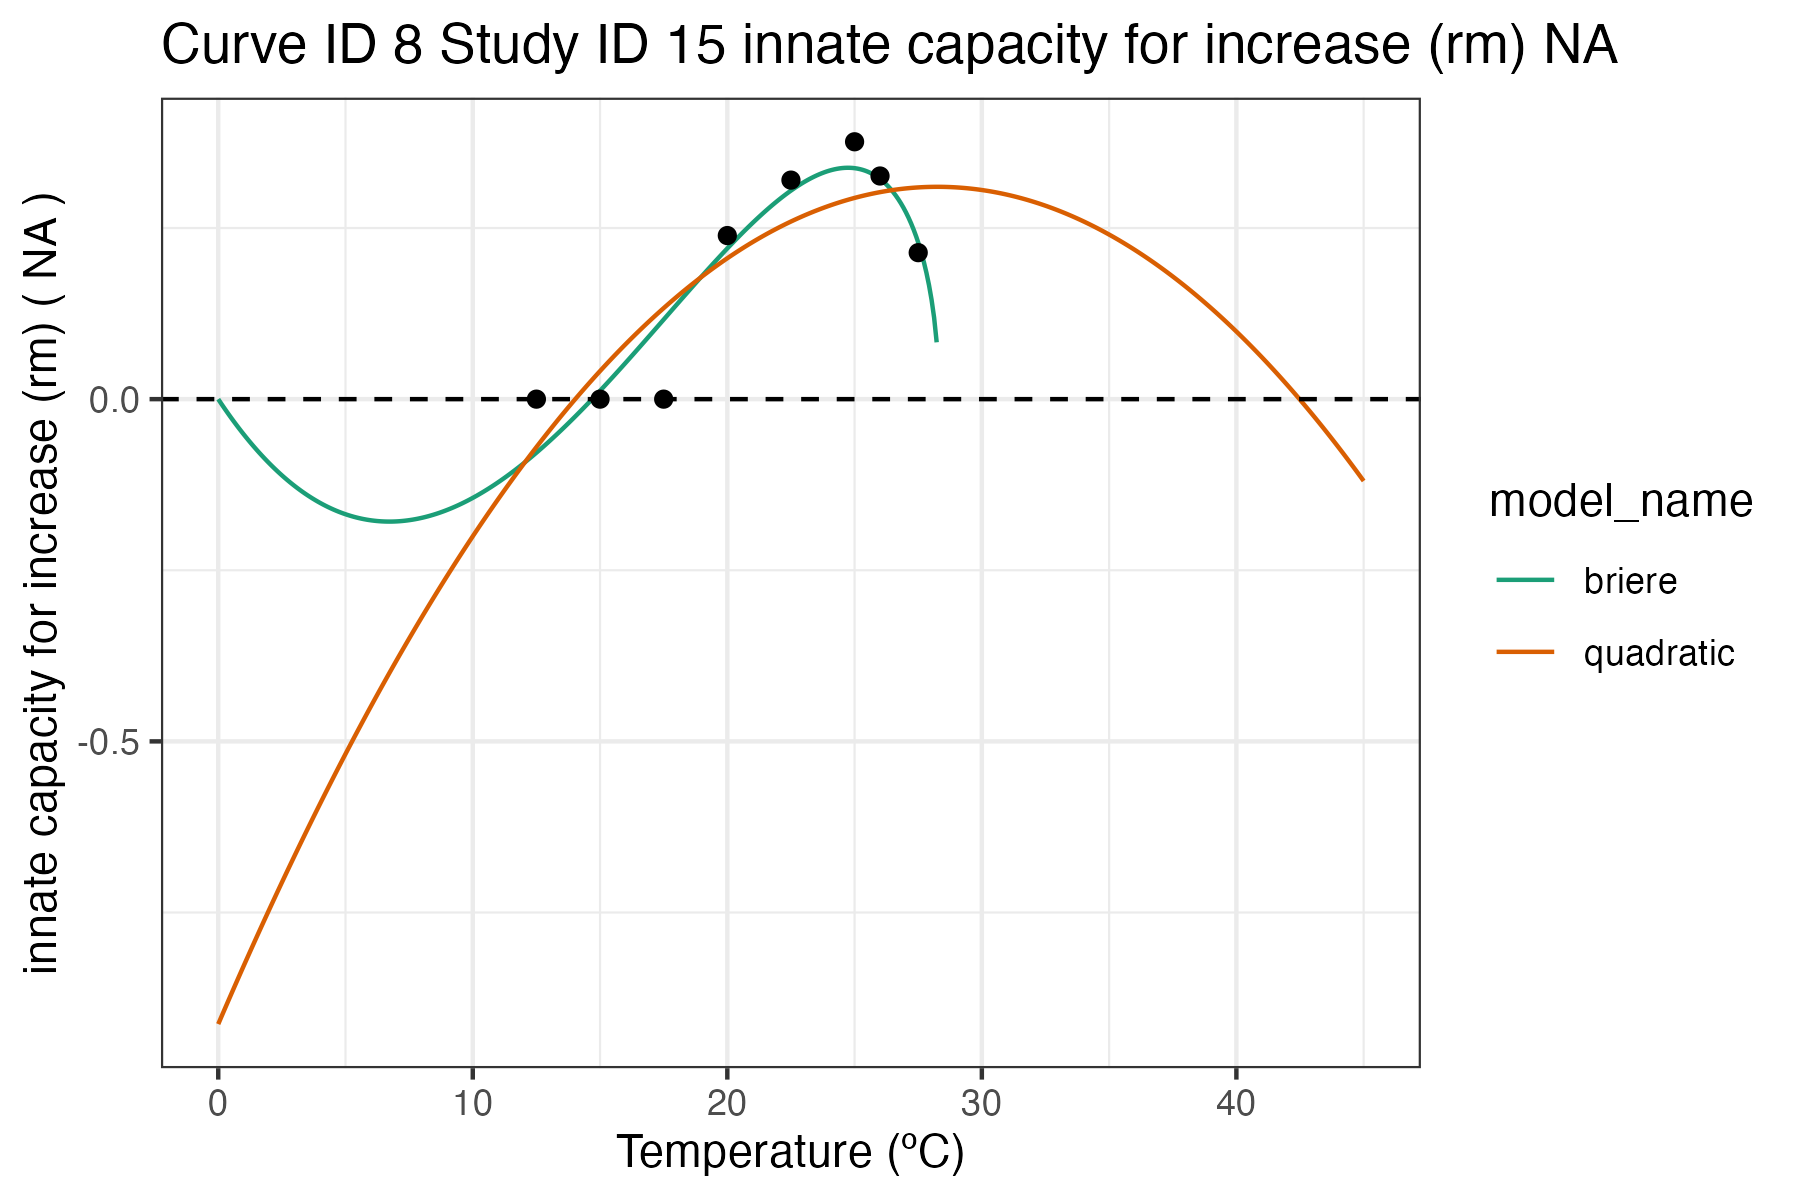 Curve ID 8 Study ID 15 innate capacity for increase (rm) NA
innate capacity for increase (rm) ( NA )
0.0
-0.5
0
10
20
30
40
Temperature (ºC)
model_name
briere
quadratic